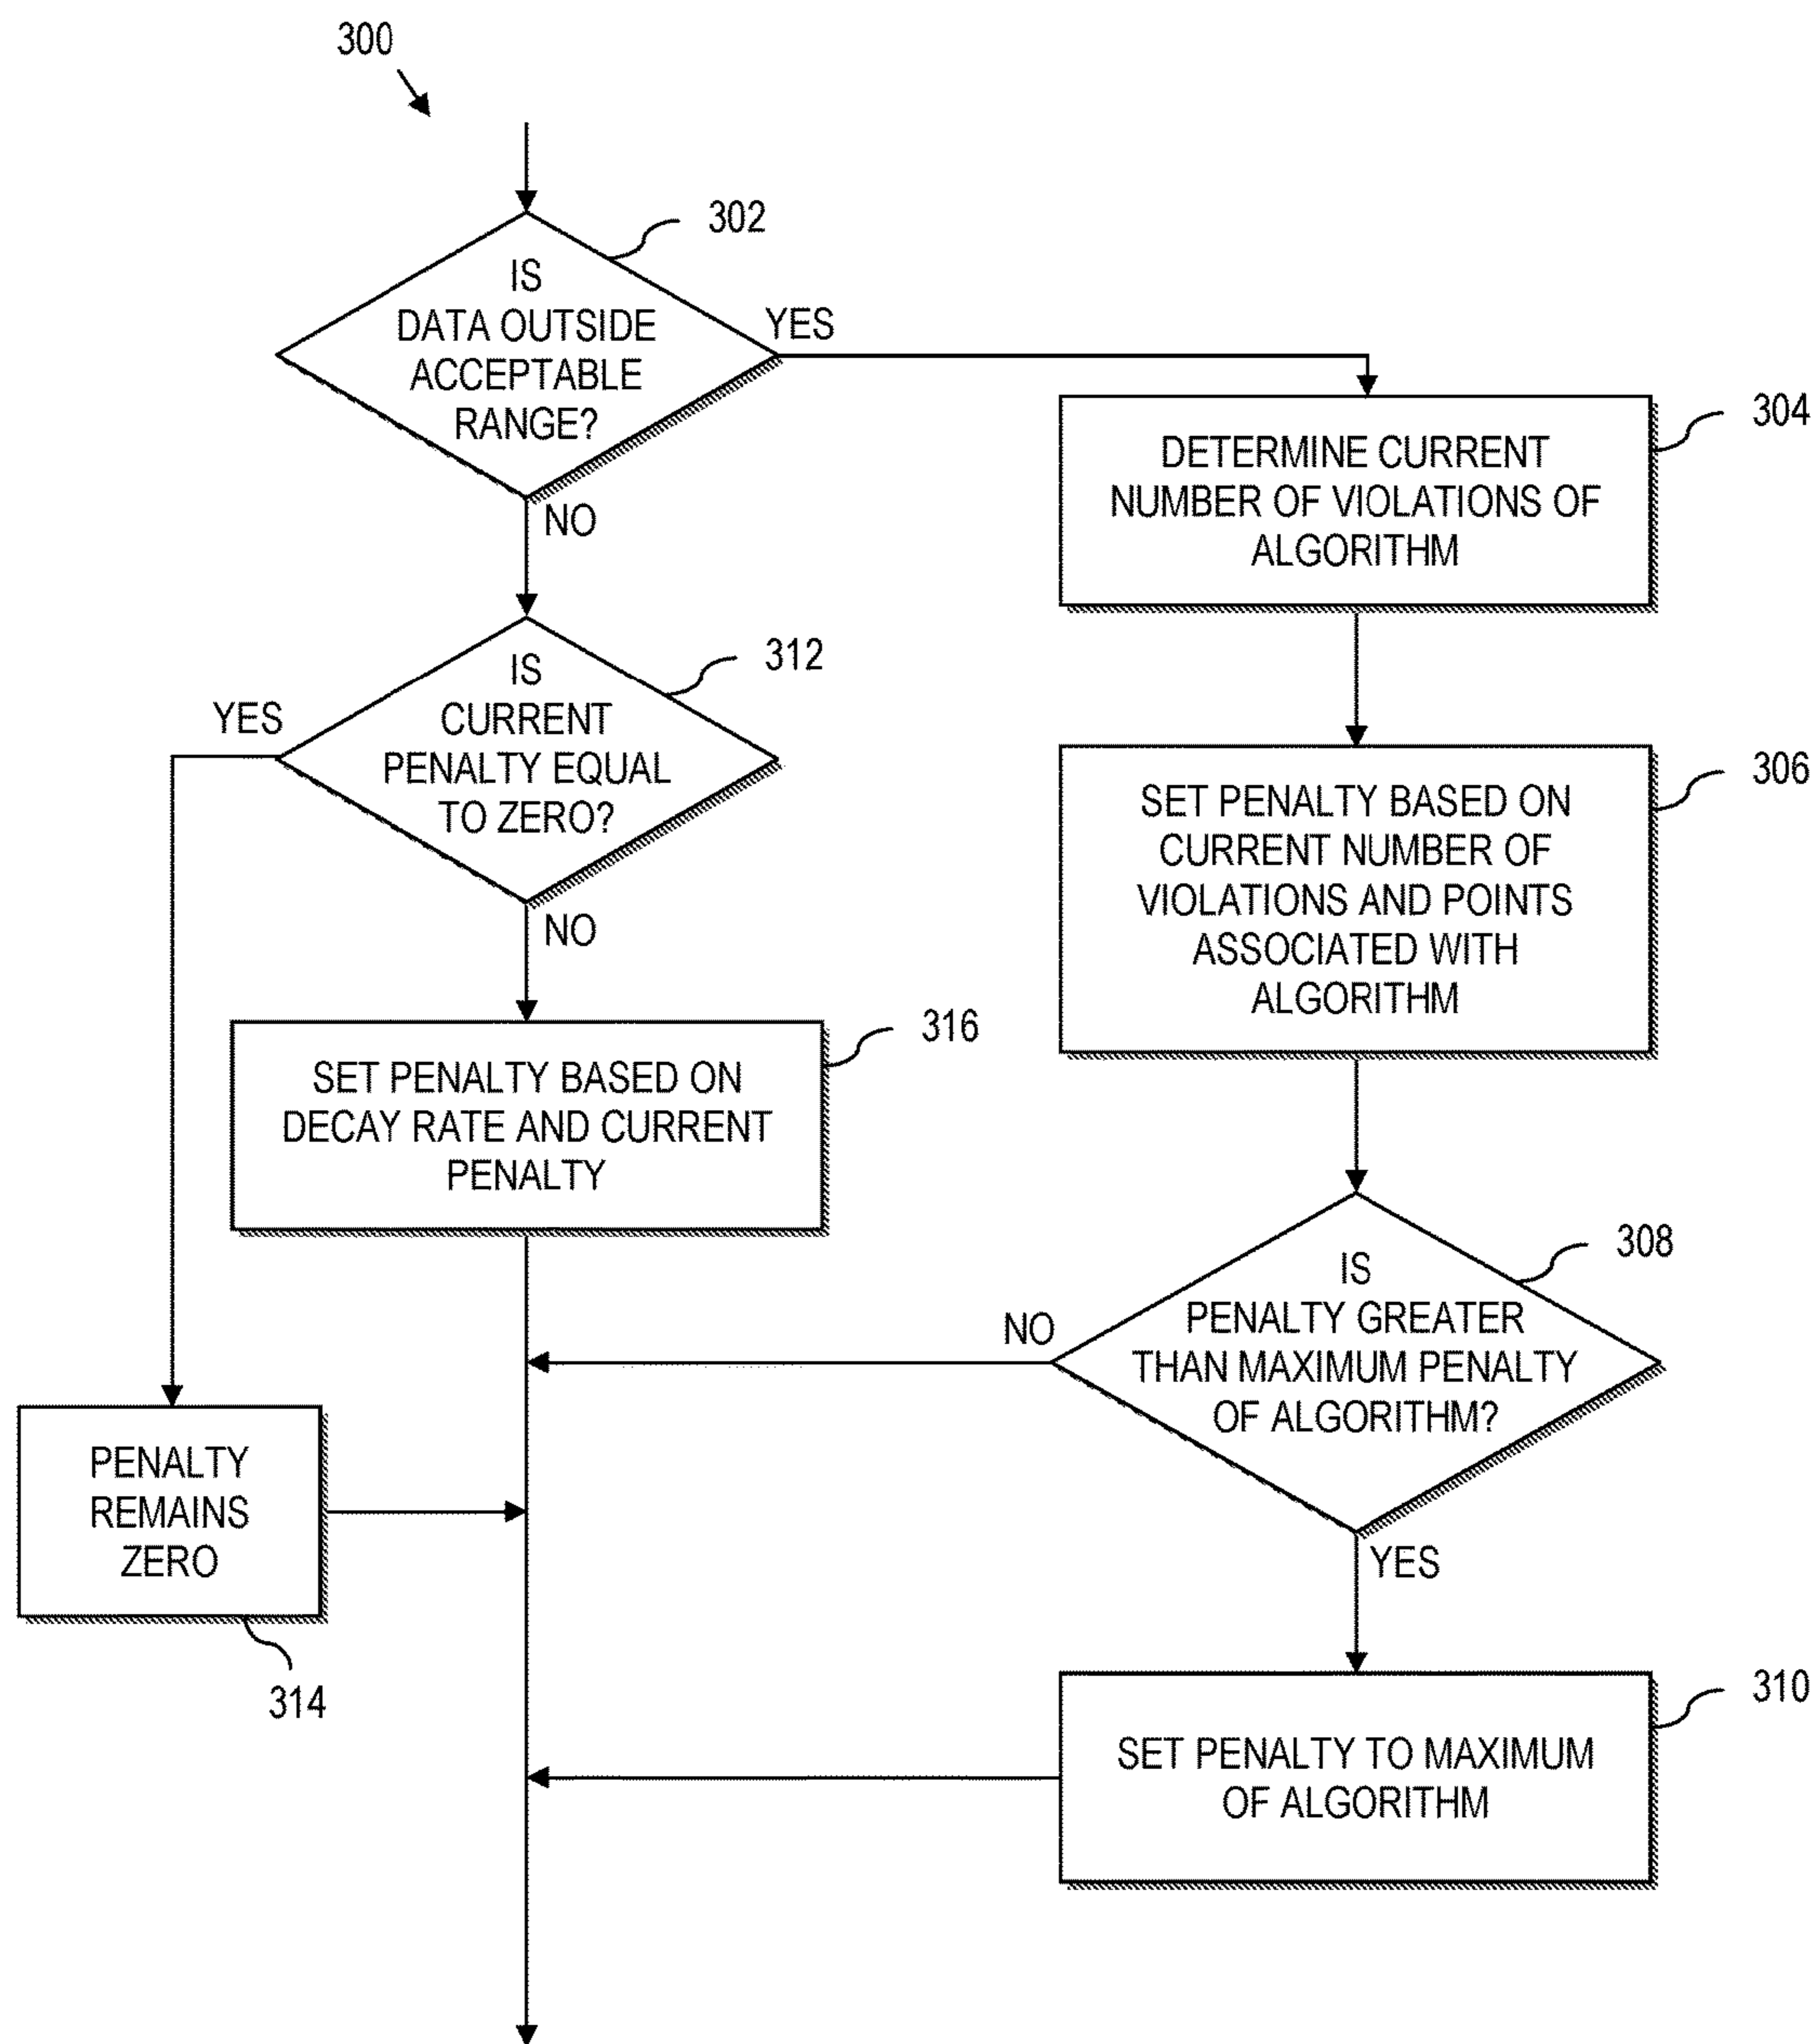 300
302
IS
DATA OUTSIDE
ACCEPTABLE
RANGE?
YES
NO
304
DETERMINE CURRENT
NUMBER OF VIOLATIONS OF
ALGORITHM
312
IS
CURRENT
PENALTY EQUAL
TO ZERO?
YES
NO
306
SET PENALTY BASED ON
CURRENT NUMBER OF
VIOLATIONS AND POINTS
ASSOCIATED WITH
ALGORITHM
316
SET PENALTY BASED ON
DECAY RATE AND CURRENT
PENALTY
308
IS
PENALTY GREATER
THAN MAXIMUM PENALTY
OF ALGORITHM?
NO
YES
PENALTY
REMAINS
ZERO
314
310
SET PENALTY TO MAXIMUM
OF ALGORITHM